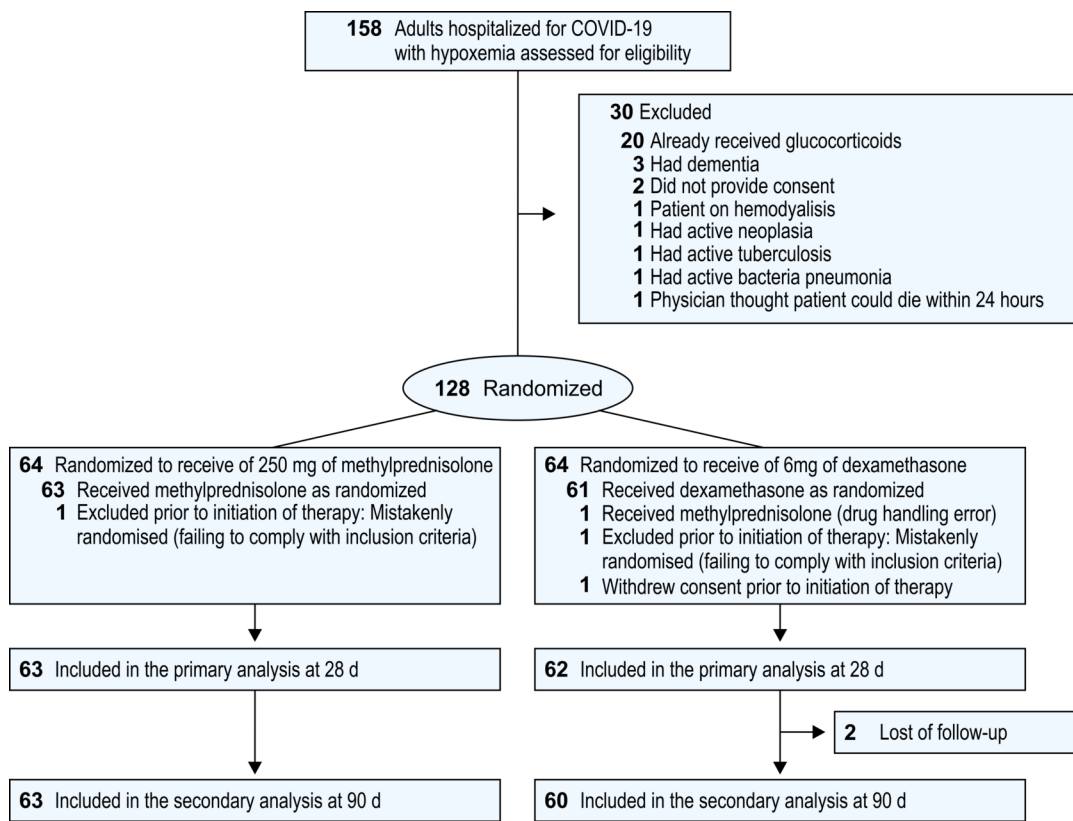 158 Adults hospitalized for COVID-19
with hypoxemia assessed for eligibility
30 Excluded
20 Already received glucocorticoids
3 Had dementia
2 Did not provide consent
1 Patient on hemodyalisis
1 Had active neoplasia
1 Had active tuberculosis
1 Had active bacteria pneumonia
1 Physician thought patient could die within 24 hours
128 Randomized
64 Randomized to receive of 250 mg of methylprednisolone
63 Received methylprednisolone as randomized
1 Excluded prior to initiation of therapy: Mistakenly
randomised (failing to comply with inclusion criteria)
64 Randomized to receive of 6mg of dexamethasone
61 Received dexamethasone as randomized
1 Received methylprednisolone (drug handling error)
1 Excluded prior to initiation of therapy: Mistakenly
randomised (failing to comply with inclusion criteria)
1 Withdrew consent prior to initiation of therapy
63 Included in the primary analysis at 28 d
62 Included in the primary analysis at 28 d
2 Lost of follow-up
63 Included in the secondary analysis at 90 d
60 Included in the secondary analysis at 90 d